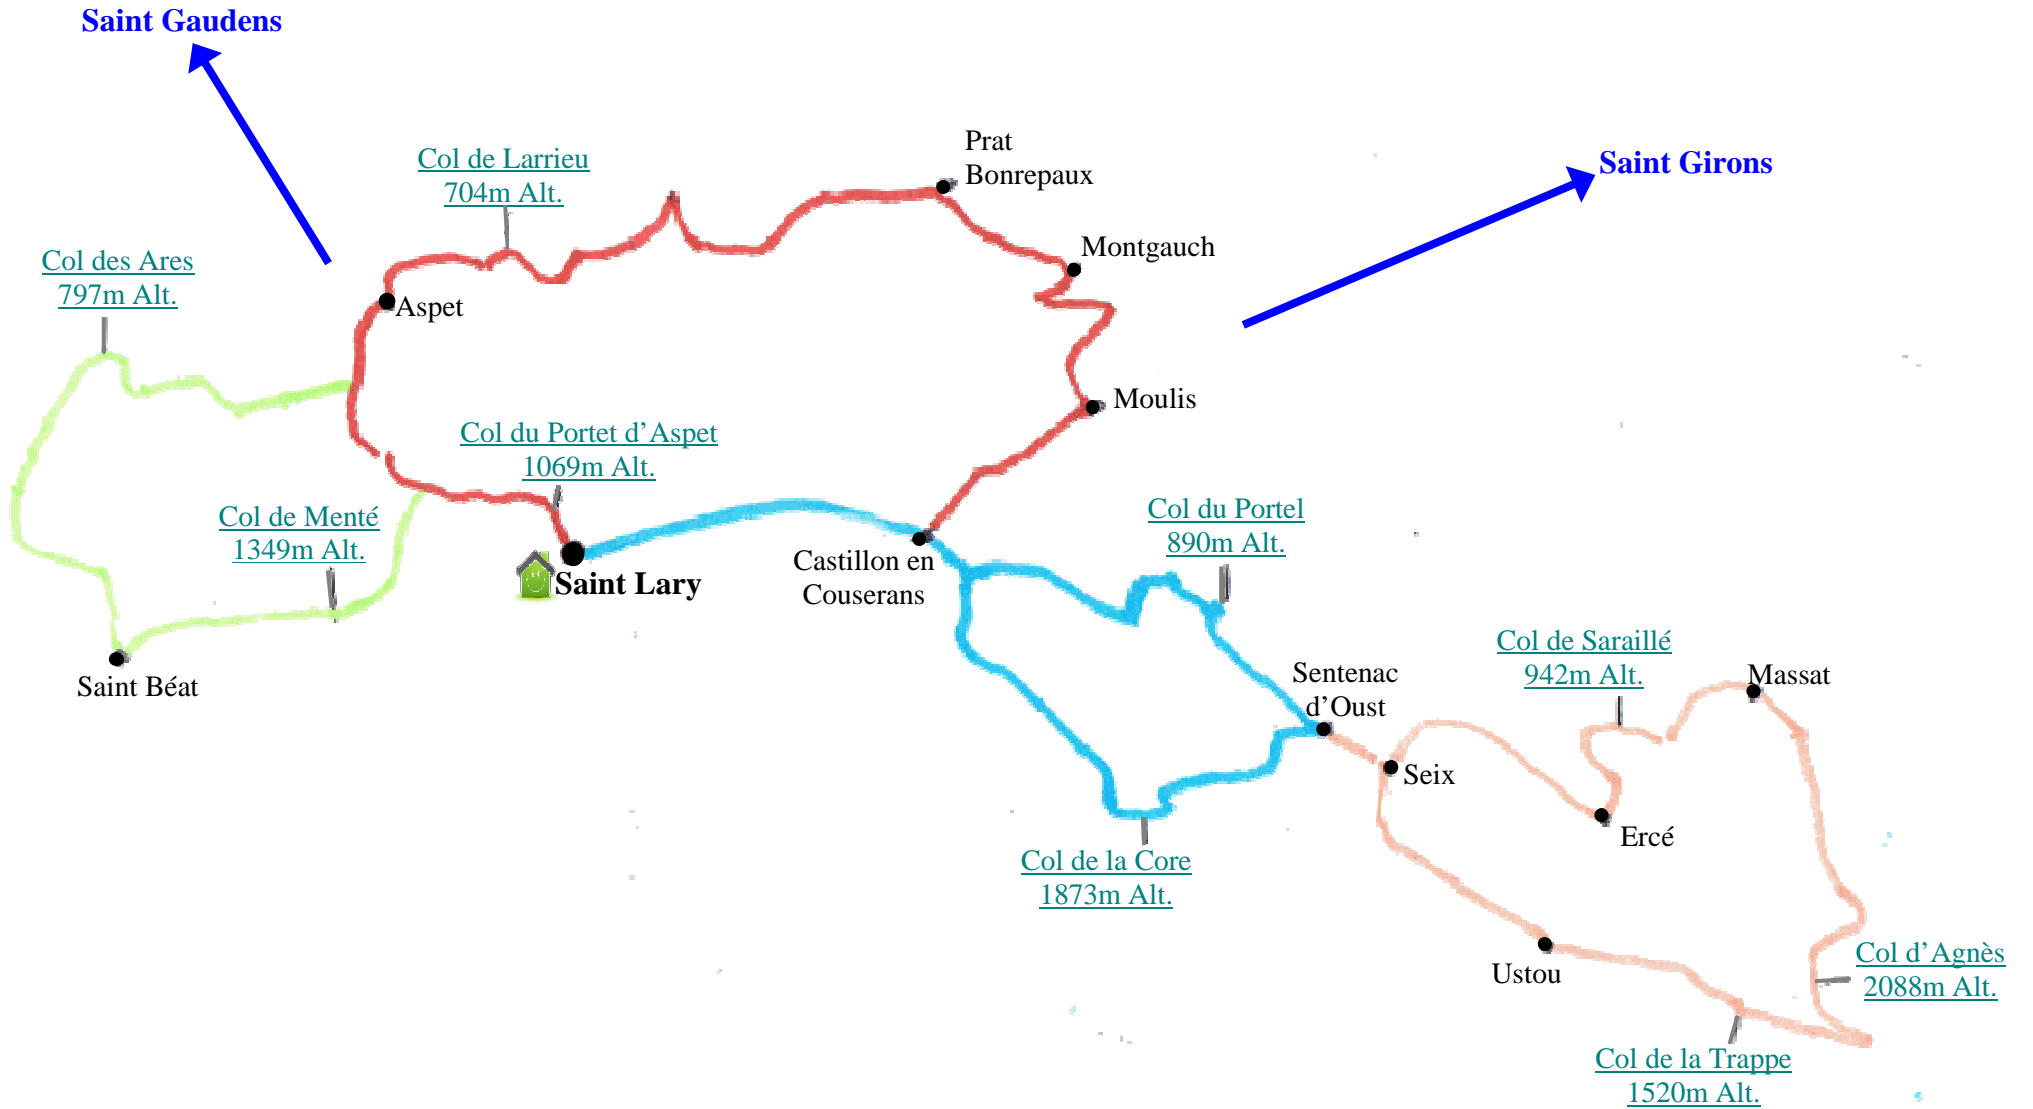 Saint Gaudens
Prat
Bonrepaux
Col de Larrieu
704m Alt.
Saint Girons
Montgauch
Col des Ares
797m Alt.
Aspet
Moulis
Col du Portet d’Aspet
1069m Alt.
Col de Menté
1349m Alt.
Col du Portel
890m Alt.
Castillon en
Couserans
Saint Lary
Saint Béat
Sentenac
d’Oust
Col de Saraillé
942m Alt.
Massat
Seix
Ercé
Col de la Core
1873m Alt.
Ustou
Col d’Agnès
2088m Alt.
Col de la Trappe
1520m Alt.